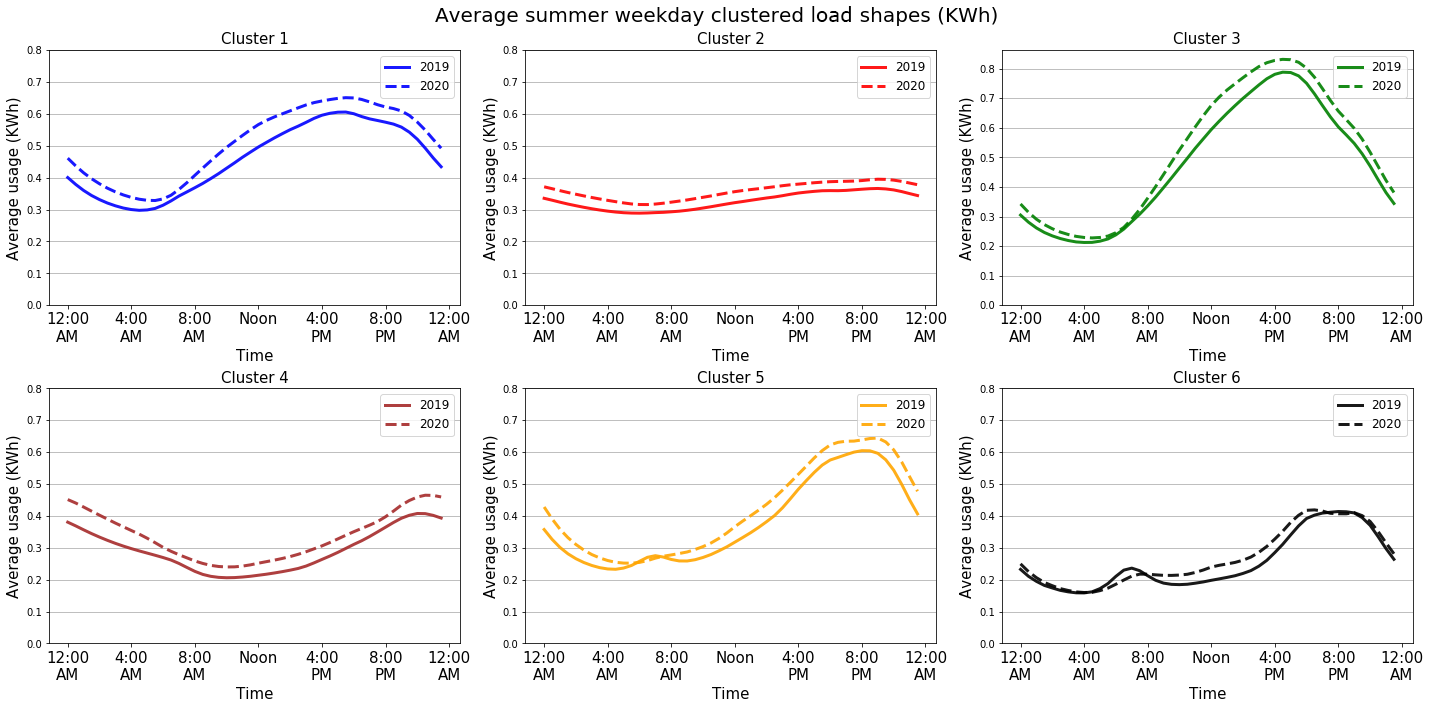 Average summer weekday clustered load shapes (KWh)
Cluster 1
Average usage (KWh)
0.8
0.7
0.6
0.5
0.4
0.3
0.2
0.1
0.0
2019
2020
12:00 AM
4:00 AM
8:00 AM
Noon
4:00 PM
8:00 PM
12:00 AM
Time
Cluster 2
Average usage (KWh)
0.8
0.7
0.6
0.5
0.4
0.3
0.2
0.1
0.0
2019
2020
12:00 AM
4:00 AM
8:00 AM
Noon
4:00 PM
8:00 PM
12:00 AM
Time
Cluster 3
Average usage (KWh)
0.8
0.7
0.6
0.5
0.4
0.3
0.2
0.1
0.0
2019
2020
12:00 AM
4:00 AM
8:00 AM
Noon
4:00 PM
8:00 PM
12:00 AM
Time
Cluster 4
Average usage (KWh)
0.8
0.7
0.6
0.5
0.4
0.3
0.2
0.1
0.0
2019
2020
12:00 AM
4:00 AM
8:00 AM
Noon
4:00 PM
8:00 PM
12:00 AM
Time
Cluster 5
Average usage (KWh)
0.8
0.7
0.6
0.5
0.4
0.3
0.2
0.1
0.0
2019
2020
12:00 AM
4:00 AM
8:00 AM
Noon
4:00 PM
8:00 PM
12:00 AM
Time
Cluster 6
Average usage (KWh)
0.8
0.7
0.6
0.5
0.4
0.3
0.2
0.1
0.0
2019
2020
12:00 AM
4:00 AM
8:00 AM
Noon
4:00 PM
8:00 PM
12:00 AM
Time